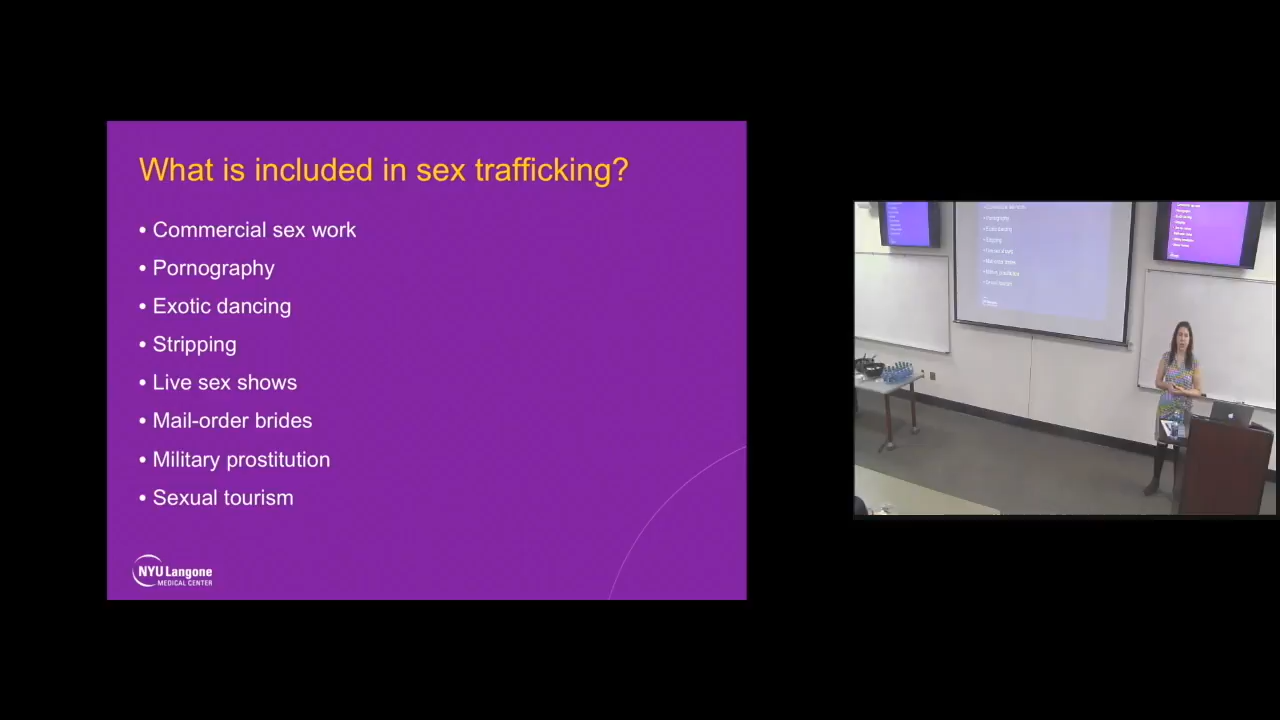 What is included in sex trafficking?
• Commercial sex work
• Pornography
• Exotic dancing
• Stripping
• Live sex shows
• Mail-order brides
• Military prostitution
• Sexual tourism
NYU Langone
MEDICAL CENTER